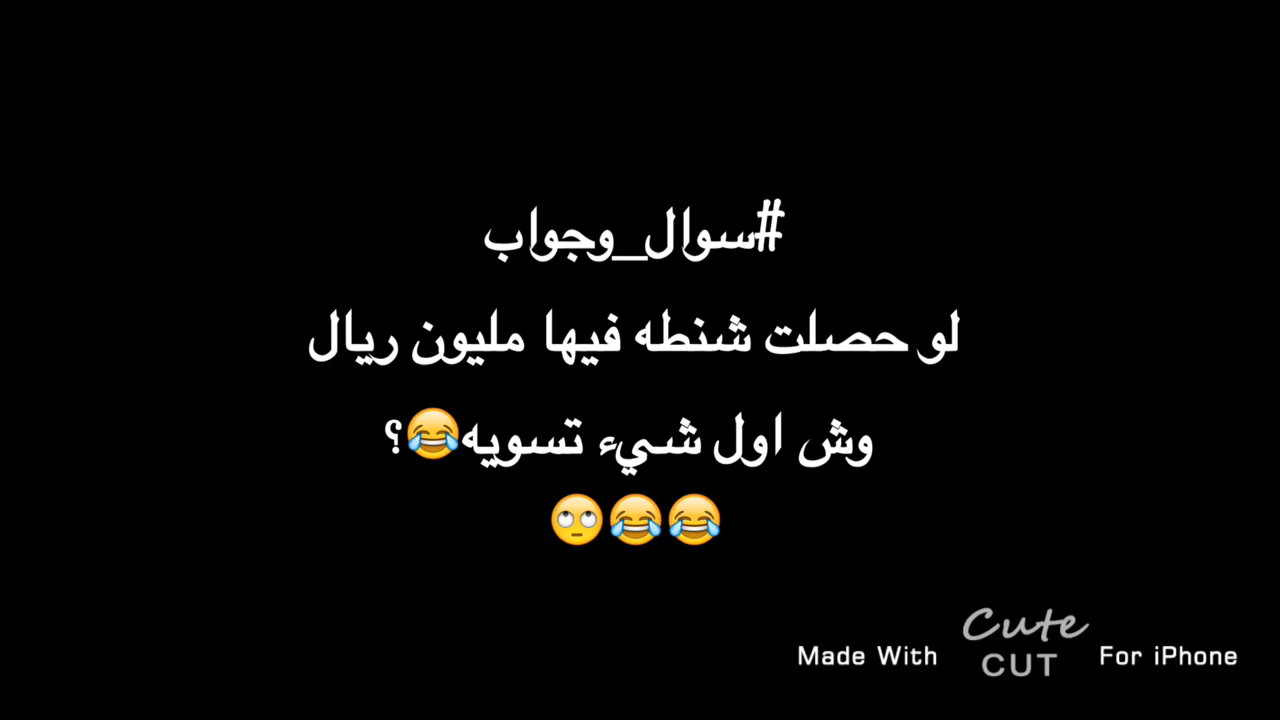 #سوال_وجواب
لو حصلت شنطه فيها مليون ريال
وش اول شيء تسويه😂؟
🙄😂😂
Made With Cute CUT For iPhone